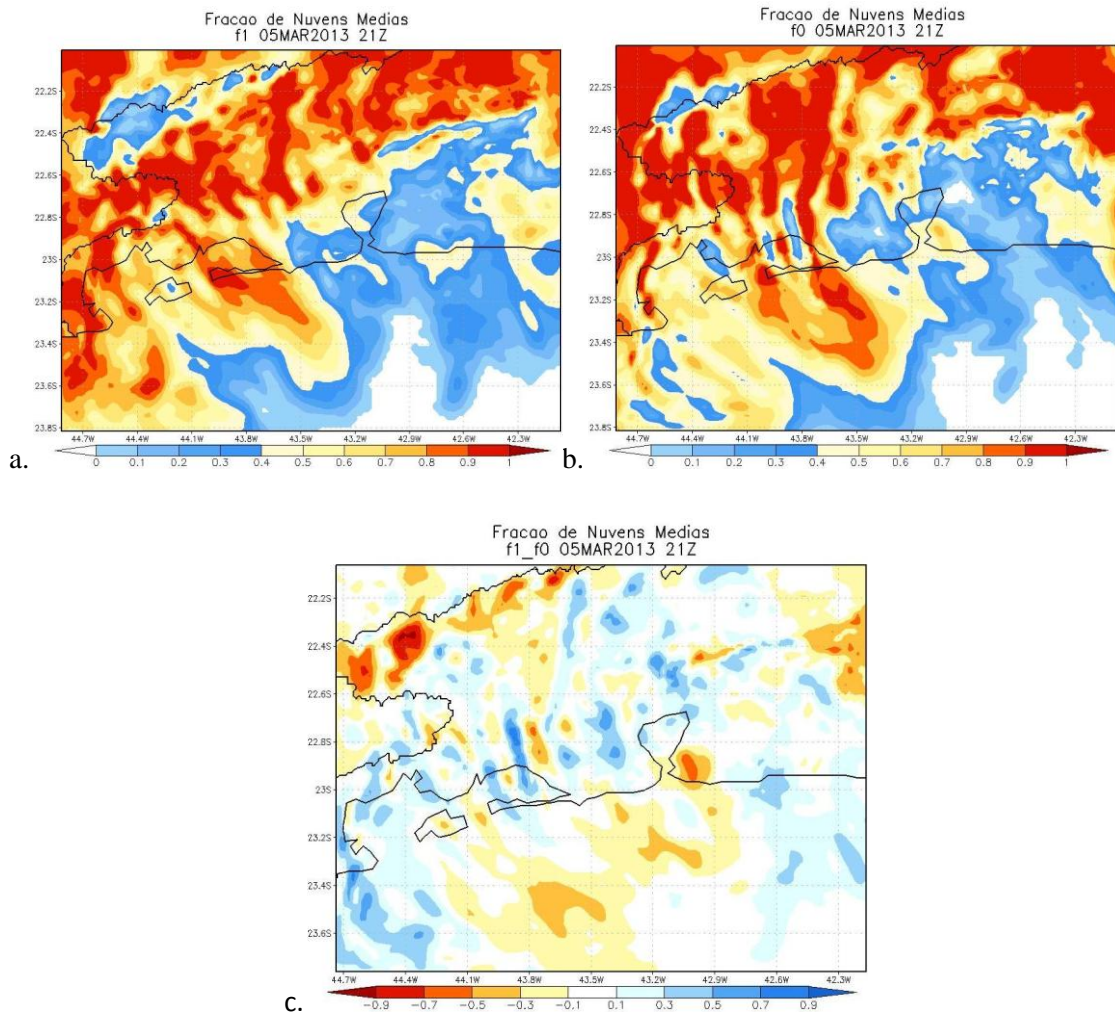 Fracao de Nuvens Medias
f1 05MAR2013 21Z
22.2S
22.4S
22.6S
22.8S
23S
23.2S
23.4S
23.6S
23.8S
44.7W 44.4W 44.1W 43.8W 43.5W 43.2W 42.9W 42.6W 42.3W
0 0.1 0.2 0.3 0.4 0.5 0.6 0.7 0.8 0.9 1
a.
Fracao de Nuvens Medias
f0 05MAR2013 21Z
22.2S
22.4S
22.6S
22.8S
23S
23.2S
23.4S
23.6S
23.8S
44.7W 44.4W 44.1W 43.8W 43.5W 43.2W 42.9W 42.6W 42.3W
0 0.1 0.2 0.3 0.4 0.5 0.6 0.7 0.8 0.9 1
b.
Fracao de Nuvens Medias
f1_f0 05MAR2013 21Z
22.2S
22.4S
22.6S
22.8S
23S
23.2S
23.4S
23.6S
44.7W 44.4W 44.1W 43.8W 43.5W 43.2W 42.9W 42.6W 42.3W
-0.9 -0.7 -0.5 -0.3 -0.1 0.1 0.3 0.5 0.7 0.9
c.